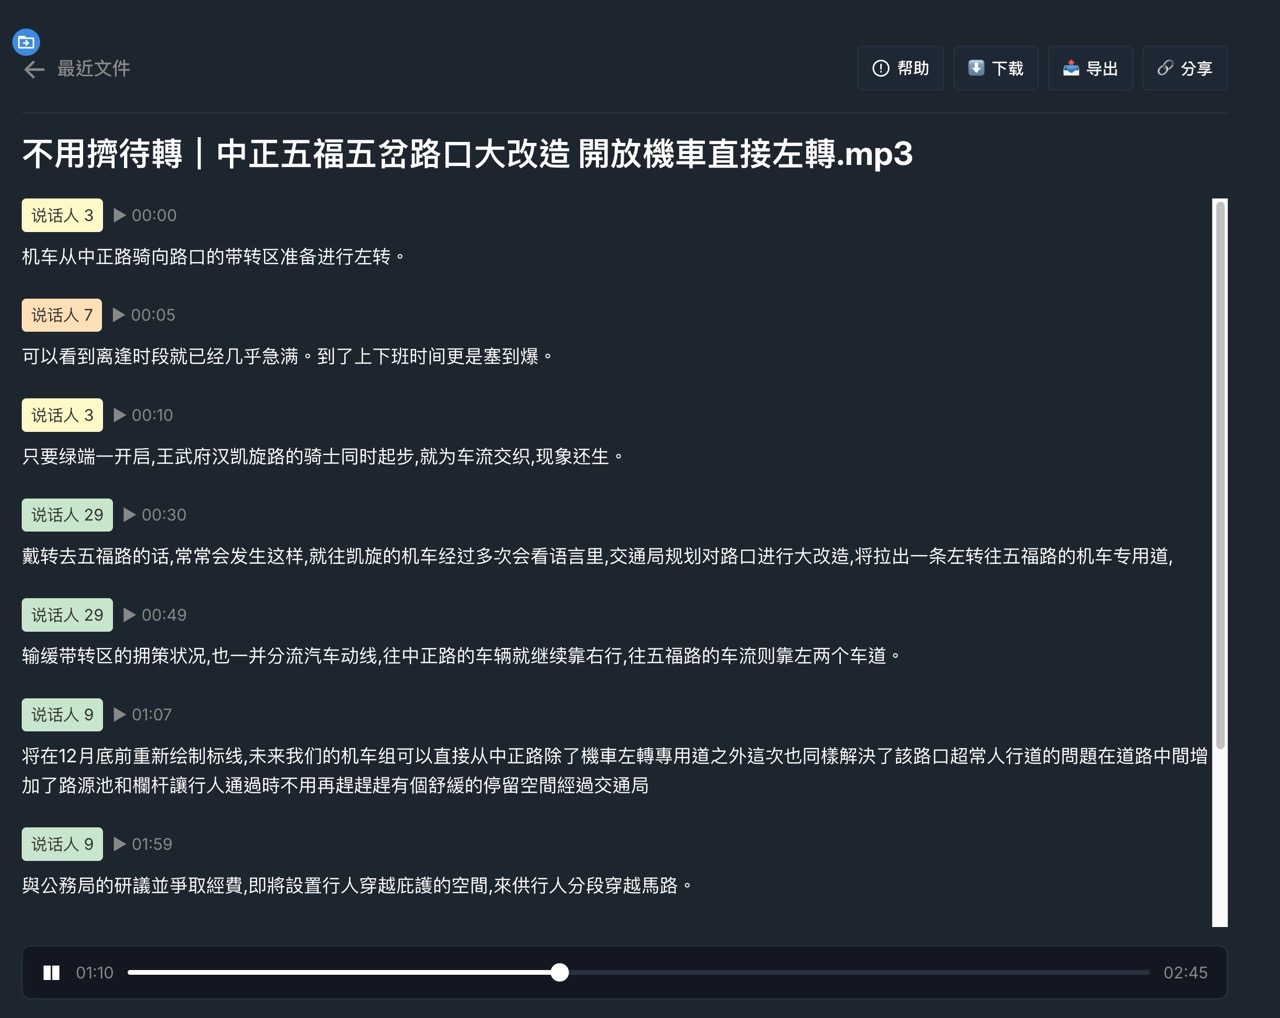 最近文件
帮助
下载
导出
分享
不用擠待轉｜中正五福五岔路口大改造 開放機車直接左轉.mp3
说话人 3 00:00
机车从中正路骑向路口的带转区准备进行左转。
说话人 7 00:05
可以看到离逢时段就已经几乎急满。到了上下班时间更是塞到爆。
说话人 3 00:10
只要绿端一开启,王武府汉凯旋路的骑士同时起步,就为车流交织,现象还生。
说话人 29 00:30
戴转去五福路的话,常常会发生这样,就往凯旋的机车经过多次会看语言里,交通局规划对路口进行大改造,将拉出一条左转往五福路的机车专用道,
说话人 29 00:49
输缓带转区的拥策状况,也一并分流汽车动线,往中正路的车辆就继续靠右行,往五福路的车流则靠左两个车道。
说话人 9 01:07
将在12月底前重新绘制标线,未来我们的机车组可以直接从中正路除了機車左轉專用道之外這次也同樣解決了該路口超常人行道的問題在道路中間增
加了路源池和欄杆讓行人通過時不用再趕趕趕有個舒緩的停留空間經過交通局
说话人 9 01:59
與公務局的研議並爭取經費,即將設置行人穿越庇護的空間,來供行人分段穿越馬路。
01:10 02:45